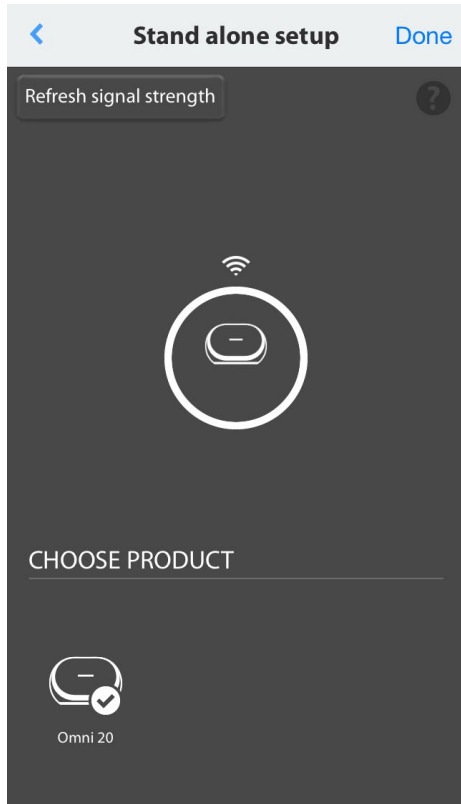 Stand alone setup Done
Refresh signal strength ?
CHOOSE PRODUCT
Omni 20